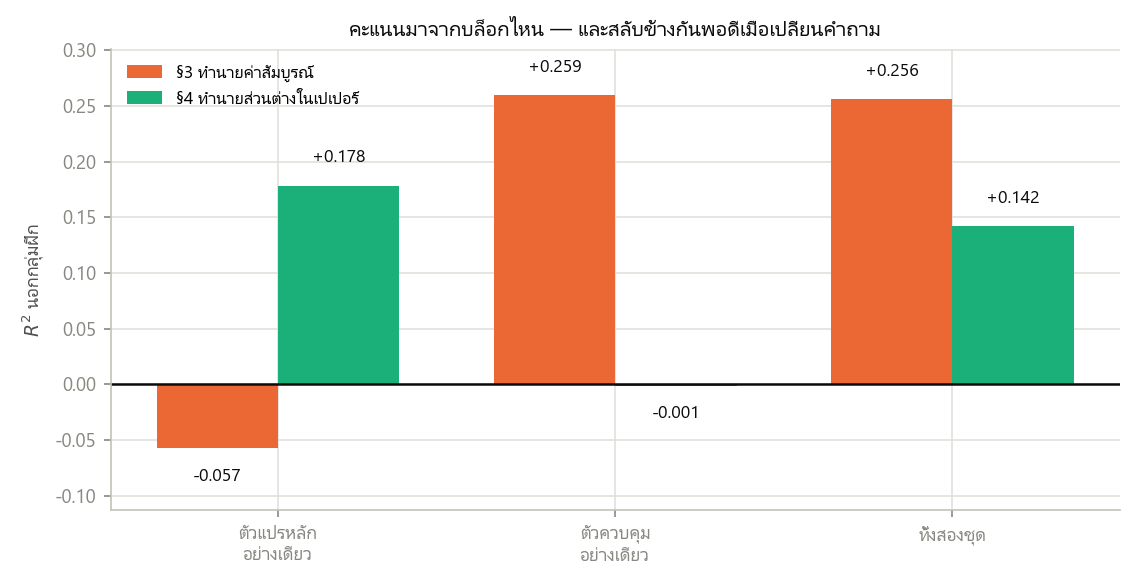 คะแนนมาจากบล็อกไหน — และสลับข้างกันพอดีเมื่อเปลี่ยนคำถาม
§3 ทำนายค่าสัมบูรณ์
§4 ทำนายส่วนต่างในเปเปอร์
R² นอกกลุ่มฝึก
0.30
0.25
0.20
0.15
0.10
0.05
0.00
-0.05
-0.10
-0.057
+0.178
+0.259
-0.001
+0.256
+0.142
ตัวแปรหลัก
อย่างเดียว
ตัวควบคุม
อย่างเดียว
ทั้งสองชุด